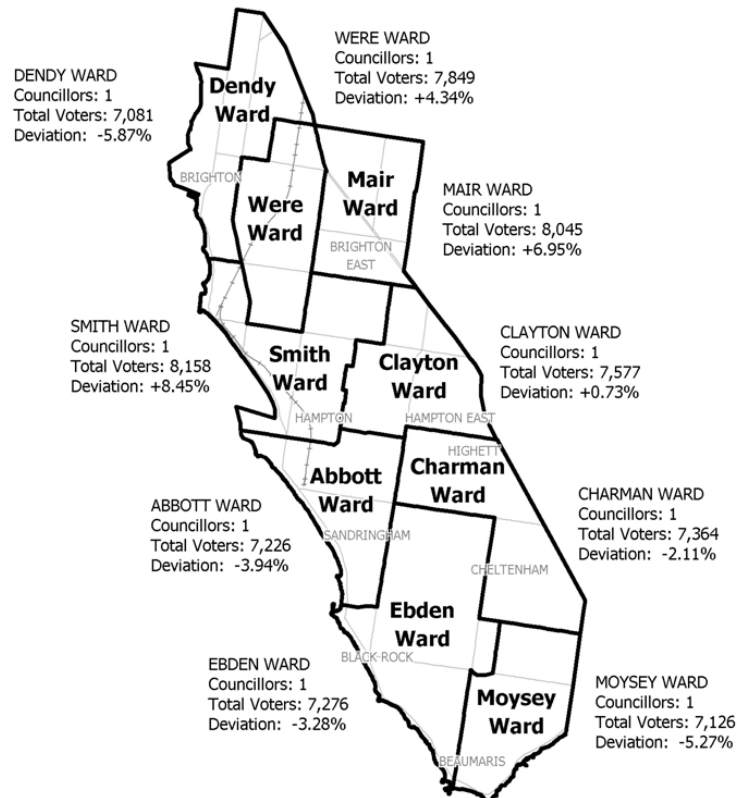 WERE WARD
Councillors: 1
Total Voters: 7,849
Deviation: +4.34%
DENDY WARD
Councillors: 1
Total Voters: 7,081
Deviation: -5.87%
Dendy
Ward
BRIGHTON
Were
Ward
Mair
Ward
BRIGHTON
EAST
MAIR WARD
Councillors: 1
Total Voters: 8,045
Deviation: +6.95%
SMITH WARD
Councillors: 1
Total Voters: 8,158
Deviation: +8.45%
Smith
Ward
HAMPTON
Clayton
Ward
HAMPTON EAST
CLAYTON WARD
Councillors: 1
Total Voters: 7,577
Deviation: +0.73%
HIGHETT
Charman
Ward
Abbott
Ward
SANDRINGHAM
ABBOTT WARD
Councillors: 1
Total Voters: 7,226
Deviation: -3.94%
CHARMAN WARD
Councillors: 1
Total Voters: 7,364
Deviation: -2.11%
CHELTENHAM
Ebden
Ward
BLACK ROCK
EBDEN WARD
Councillors: 1
Total Voters: 7,276
Deviation: -3.28%
Moysey
Ward
BEAUMARIS
MOYSEY WARD
Councillors: 1
Total Voters: 7,126
Deviation: -5.27%